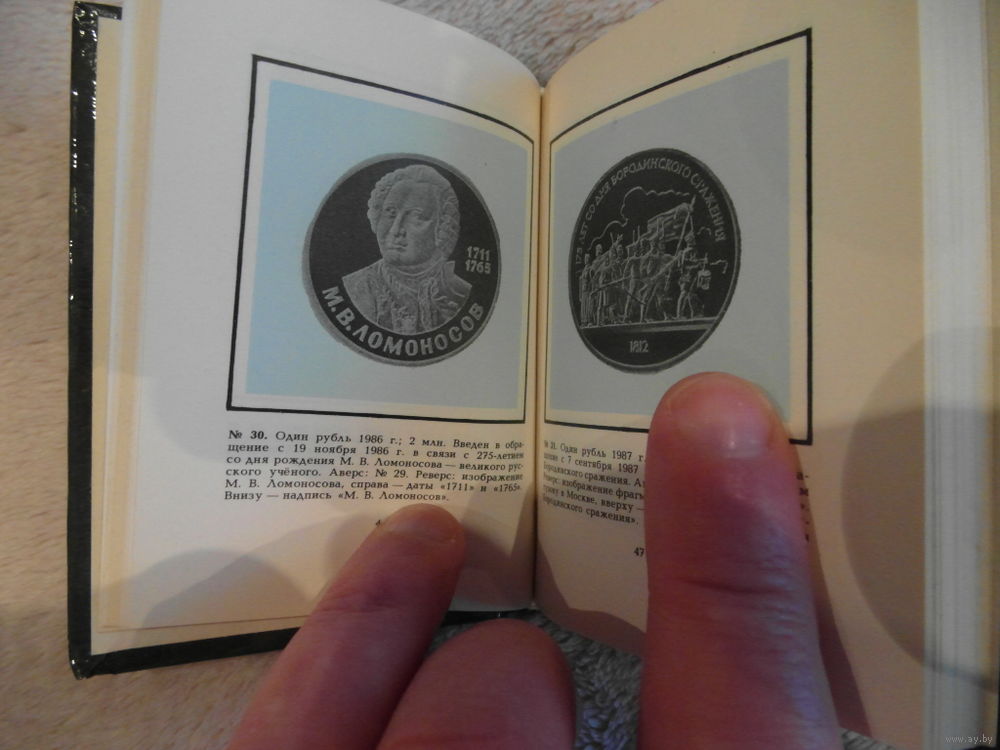 1711
1765
М.В.ЛОМОНОСОВ
№ 30. Один рубль 1986 г.; 2 млн. Введен в обра-
щение с 19 ноября 1986 г. в связи с 275-летием
со дня рождения М. В. Ломоносова — великого рус-
ского учёного. Аверс: № 29. Реверс: изображение
М. В. Ломоносова, справа — даты «1711» и «1765».
Внизу — надпись «М. В. Ломоносов».
4
175 ЛЕТ СО ДНЯ БОРОДИНСКОГО СРАЖЕНИЯ
1812
№ 31. Один рубль 1987 г.
с 7 сентября 1987
Бородинского сражения.
Реверс: изображение
в Москве, вверху —
Бородинского сражения».
47
www.ay.by